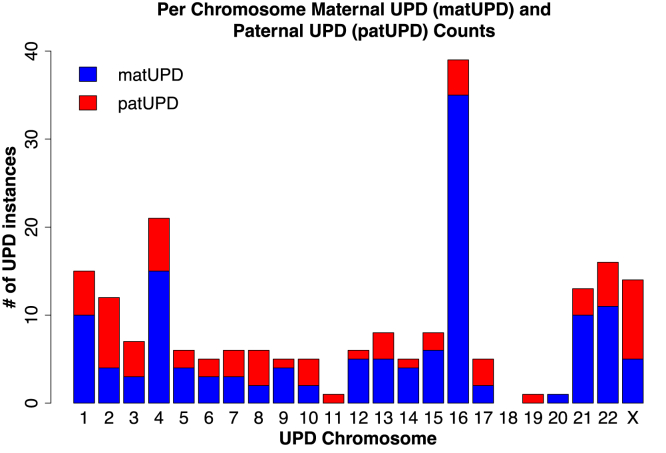 Per Chromosome Maternal UPD (matUPD) and
Paternal UPD (patUPD) Counts
matUPD
patUPD
# of UPD instances
40
30
20
10
0
1 2 3 4 5 6 7 8 9 10 11 12 13 14 15 16 17 18 19 20 21 22 X
UPD Chromosome